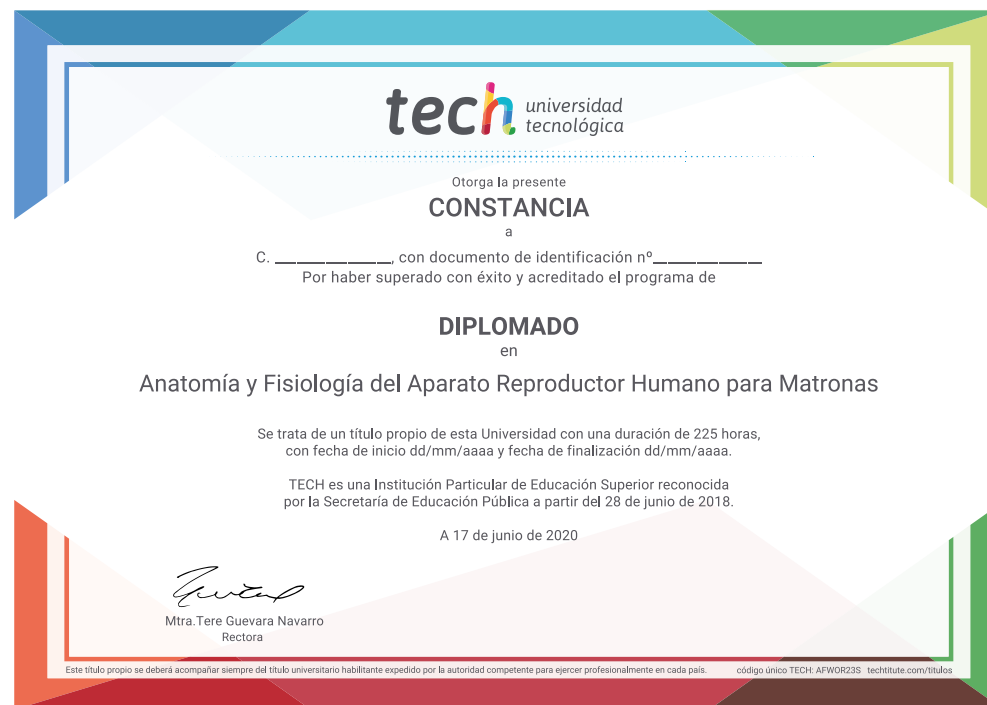 tech universidad
tecnológica
Otorga la presente
CONSTANCIA
a
C. ________________, con documento de identificación nº_______________
Por haber superado con éxito y acreditado el programa de
DIPLOMADO
en
Anatomía y Fisiología del Aparato Reproductor Humano para Matronas
Se trata de un título propio de esta Universidad con una duración de 225 horas,
con fecha de inicio dd/mm/aaaa y fecha de finalización dd/mm/aaaa.
TECH es una Institución Particular de Educación Superior reconocida
por la Secretaría de Educación Pública a partir del 28 de junio de 2018.
A 17 de junio de 2020
Mtra.Tere Guevara Navarro
Rectora
Este título propio se deberá acompañar siempre del título universitario habilitante expedido por la autoridad competente para ejercer profesionalmente en cada país. código único TECH: AFWOR23S techtitute.com/titulos